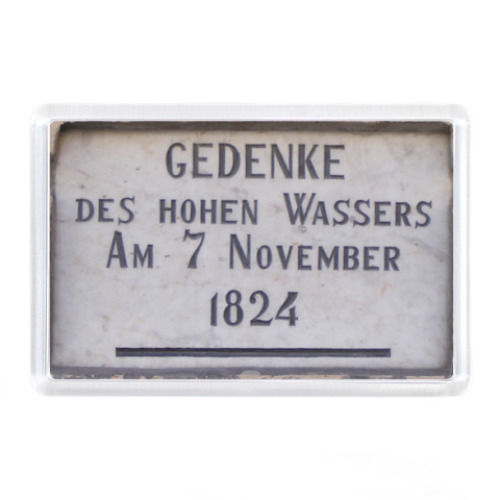 GEDENKE
DES HOHEN WASSERS
AM 7 NOVEMBER
1824